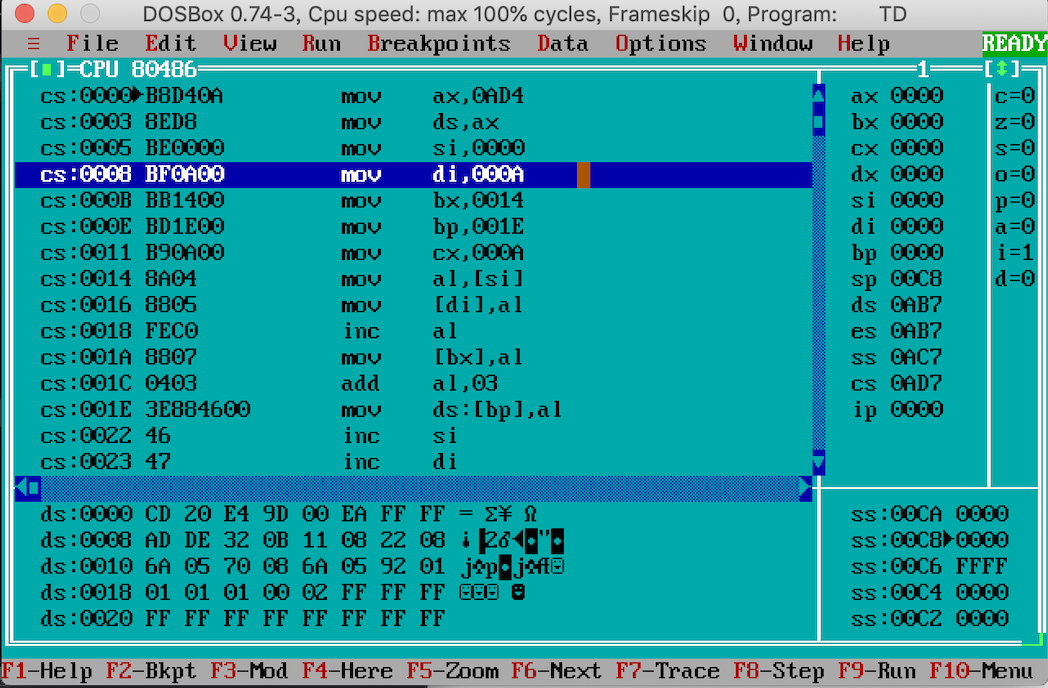 DOSBox 0.74-3, Cpu speed: max 100% cycles, Frameskip 0, Program: TD
≡ File Edit View Run Breakpoints Data Options Window Help READY
[■]=CPU 80486 1 [↕]
cs:0000►B8D40A mov ax,0AD4 ax 0000 c=0
cs:0003 8ED8 mov ds,ax bx 0000 z=0
cs:0005 BE0000 mov si,0000 cx 0000 s=0
cs:0008 BF0A00 mov di,000A dx 0000 o=0
cs:000B BB1400 mov bx,0014 si 0000 p=0
cs:000E BD1E00 mov bp,001E di 0000 a=0
cs:0011 B90A00 mov cx,000A bp 0000 i=1
cs:0014 8A04 mov al,[si] sp 00C8 d=0
cs:0016 8805 mov [di],al ds 0AB7
cs:0018 FEC0 inc al es 0AB7
cs:001A 8807 mov [bx],al ss 0AC7
cs:001C 0403 add al,03 cs 0AD7
cs:001E 3E884600 mov ds:[bp],al ip 0000
cs:0022 46 inc si
cs:0023 47 inc di
ds:0000 CD 20 E4 9D 00 EA FF FF = Σ¥ Ω ss:00CA 0000
ds:0008 AD DE 32 0B 11 08 22 08 ¡▐2♂◄◘"◘ ss:00C8►0000
ds:0010 6A 05 70 08 6A 05 92 01 j♣p◘j♣Æ☺ ss:00C6 FFFF
ds:0018 01 01 01 00 02 FF FF FF ☺☺☺ ☻ ss:00C4 0000
ds:0020 FF FF FF FF FF FF FF FF ss:00C2 0000
F1-Help F2-Bkpt F3-Mod F4-Here F5-Zoom F6-Next F7-Trace F8-Step F9-Run F10-Menu